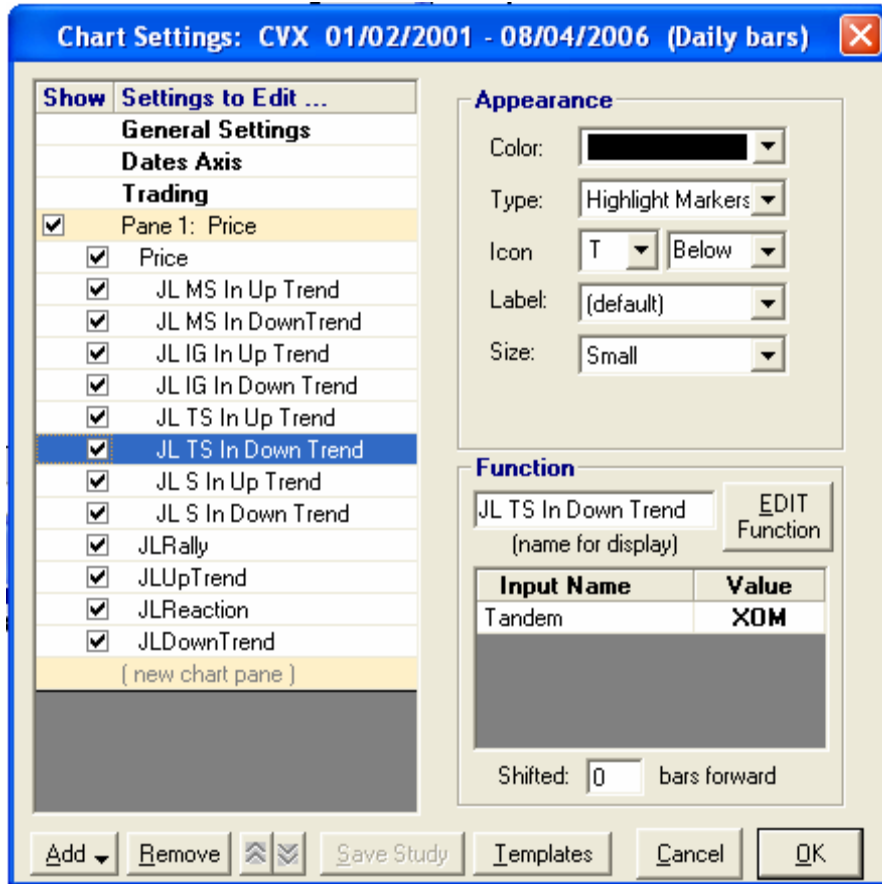 Chart Settings: CVX 01/02/2001 - 08/04/2006 (Daily bars)
Show Settings to Edit ...
General Settings
Dates Axis
Trading
Pane 1: Price
Price
JL MS In Up Trend
JL MS In DownTrend
JL IG In Up Trend
JL IG In Down Trend
JL TS In Up Trend
JL TS In Down Trend
JL S In Up Trend
JL S In Down Trend
JLRally
JLUpTrend
JLReaction
JLDownTrend
( new chart pane )
Appearance
Color:
Type: Highlight Markers
Icon T Below
Label: (default)
Size: Small
Function
JL TS In Down Trend
(name for display)
EDIT
Function
Input Name Value
Tandem XOM
Shifted: 0 bars forward
Add Remove Save Study Templates Cancel OK